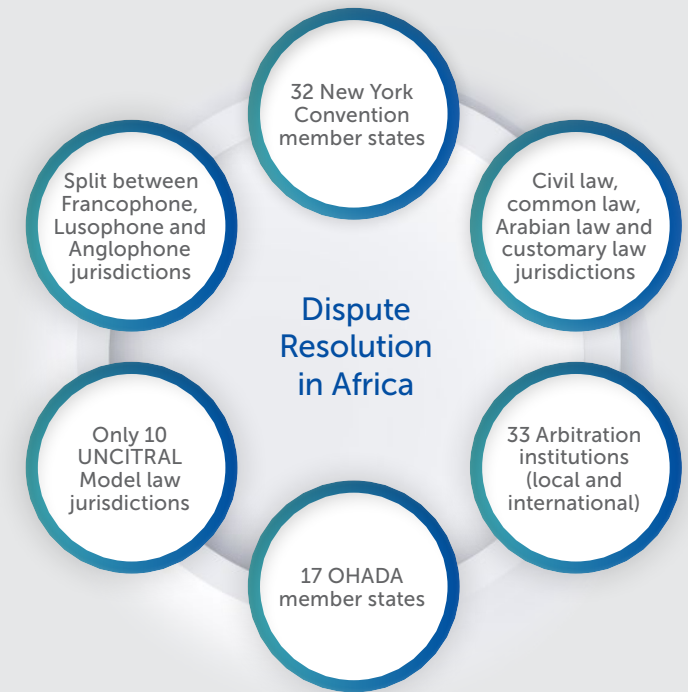 32 New York
Convention
member states
Split between
Francophone,
Lusophone and
Anglophone
jurisdictions
Civil law,
common law,
Arabian law and
customary law
jurisdictions
Dispute
Resolution
in Africa
Only 10
UNCITRAL
Model law
jurisdictions
33 Arbitration
institutions
(local and
international)
17 OHADA
member states